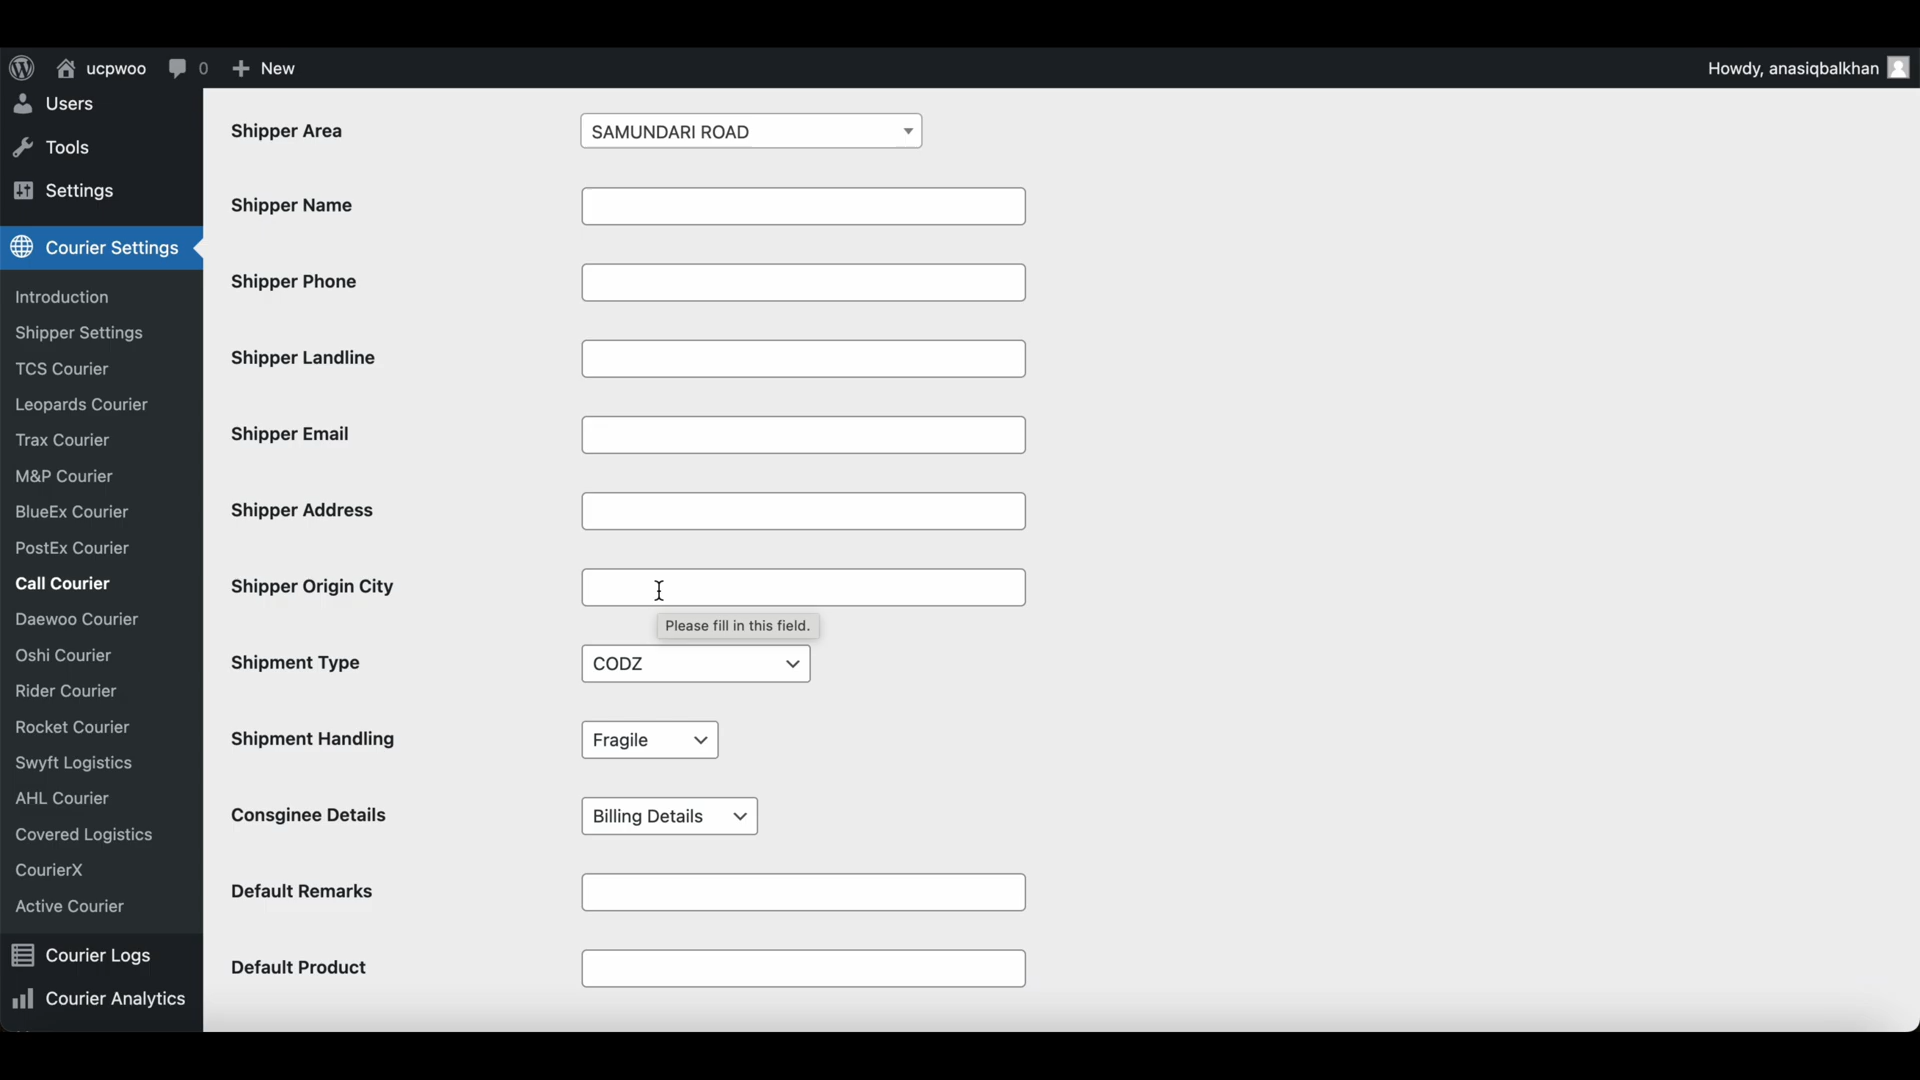 ucpwoo
0
New
Howdy, anasiqbalkhan
Users
Tools
Settings
Courier Settings
Introduction
Shipper Settings
TCS Courier
Leopards Courier
Trax Courier
M&P Courier
BlueEx Courier
PostEx Courier
Call Courier
Daewoo Courier
Oshi Courier
Rider Courier
Rocket Courier
Swyft Logistics
AHL Courier
Covered Logistics
CourierX
Active Courier
Courier Logs
Courier Analytics
Shipper Area
SAMUNDARI ROAD
Shipper Name
Shipper Phone
Shipper Landline
Shipper Email
Shipper Address
Shipper Origin City
Please fill in this field.
Shipment Type
CODZ
Shipment Handling
Fragile
Consginee Details
Billing Details
Default Remarks
Default Product